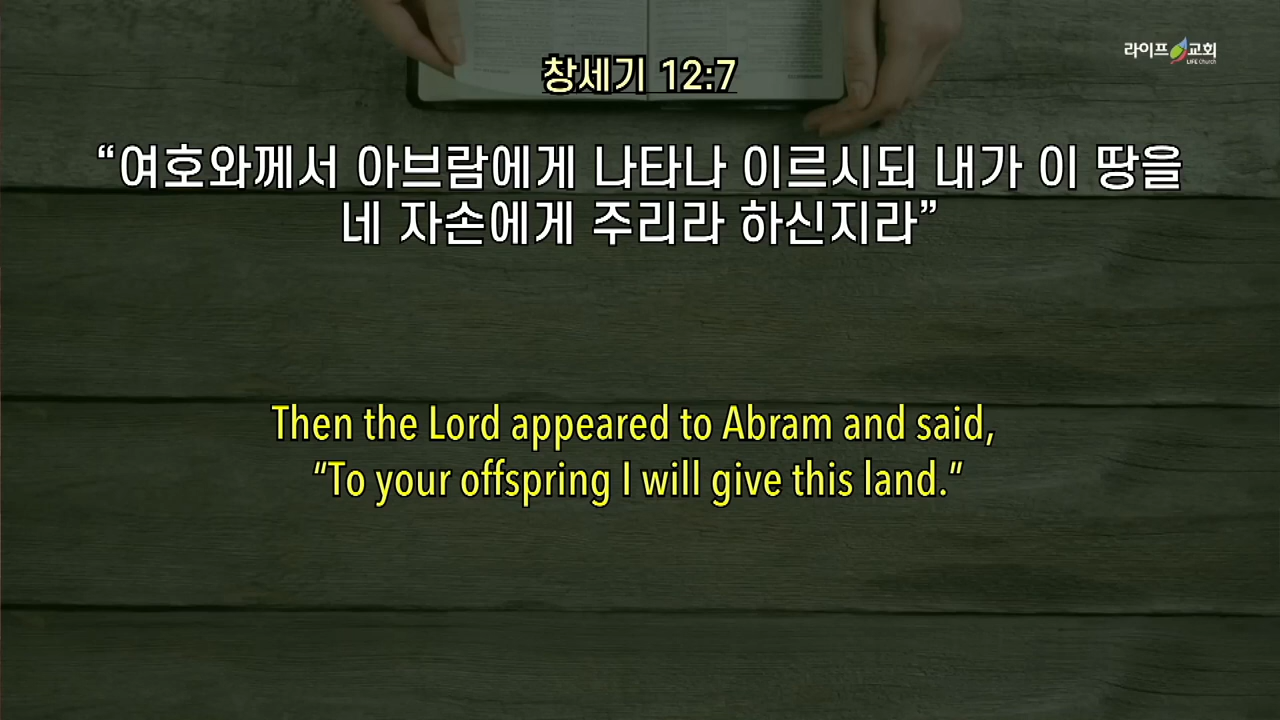 라이프 교회
LIFE Church
창세기 12:7
“여호와께서 아브람에게 나타나 이르시되 내가 이 땅을
네 자손에게 주리라 하신지라”
Then the Lord appeared to Abram and said,
“To your offspring I will give this land.”